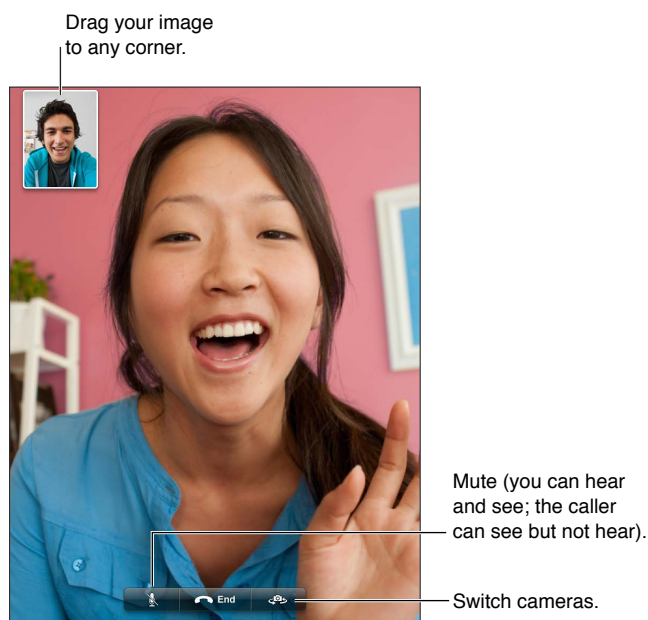 Drag your image
to any corner.
Mute (you can hear
and see; the caller
can see but not hear).
End
Switch cameras.